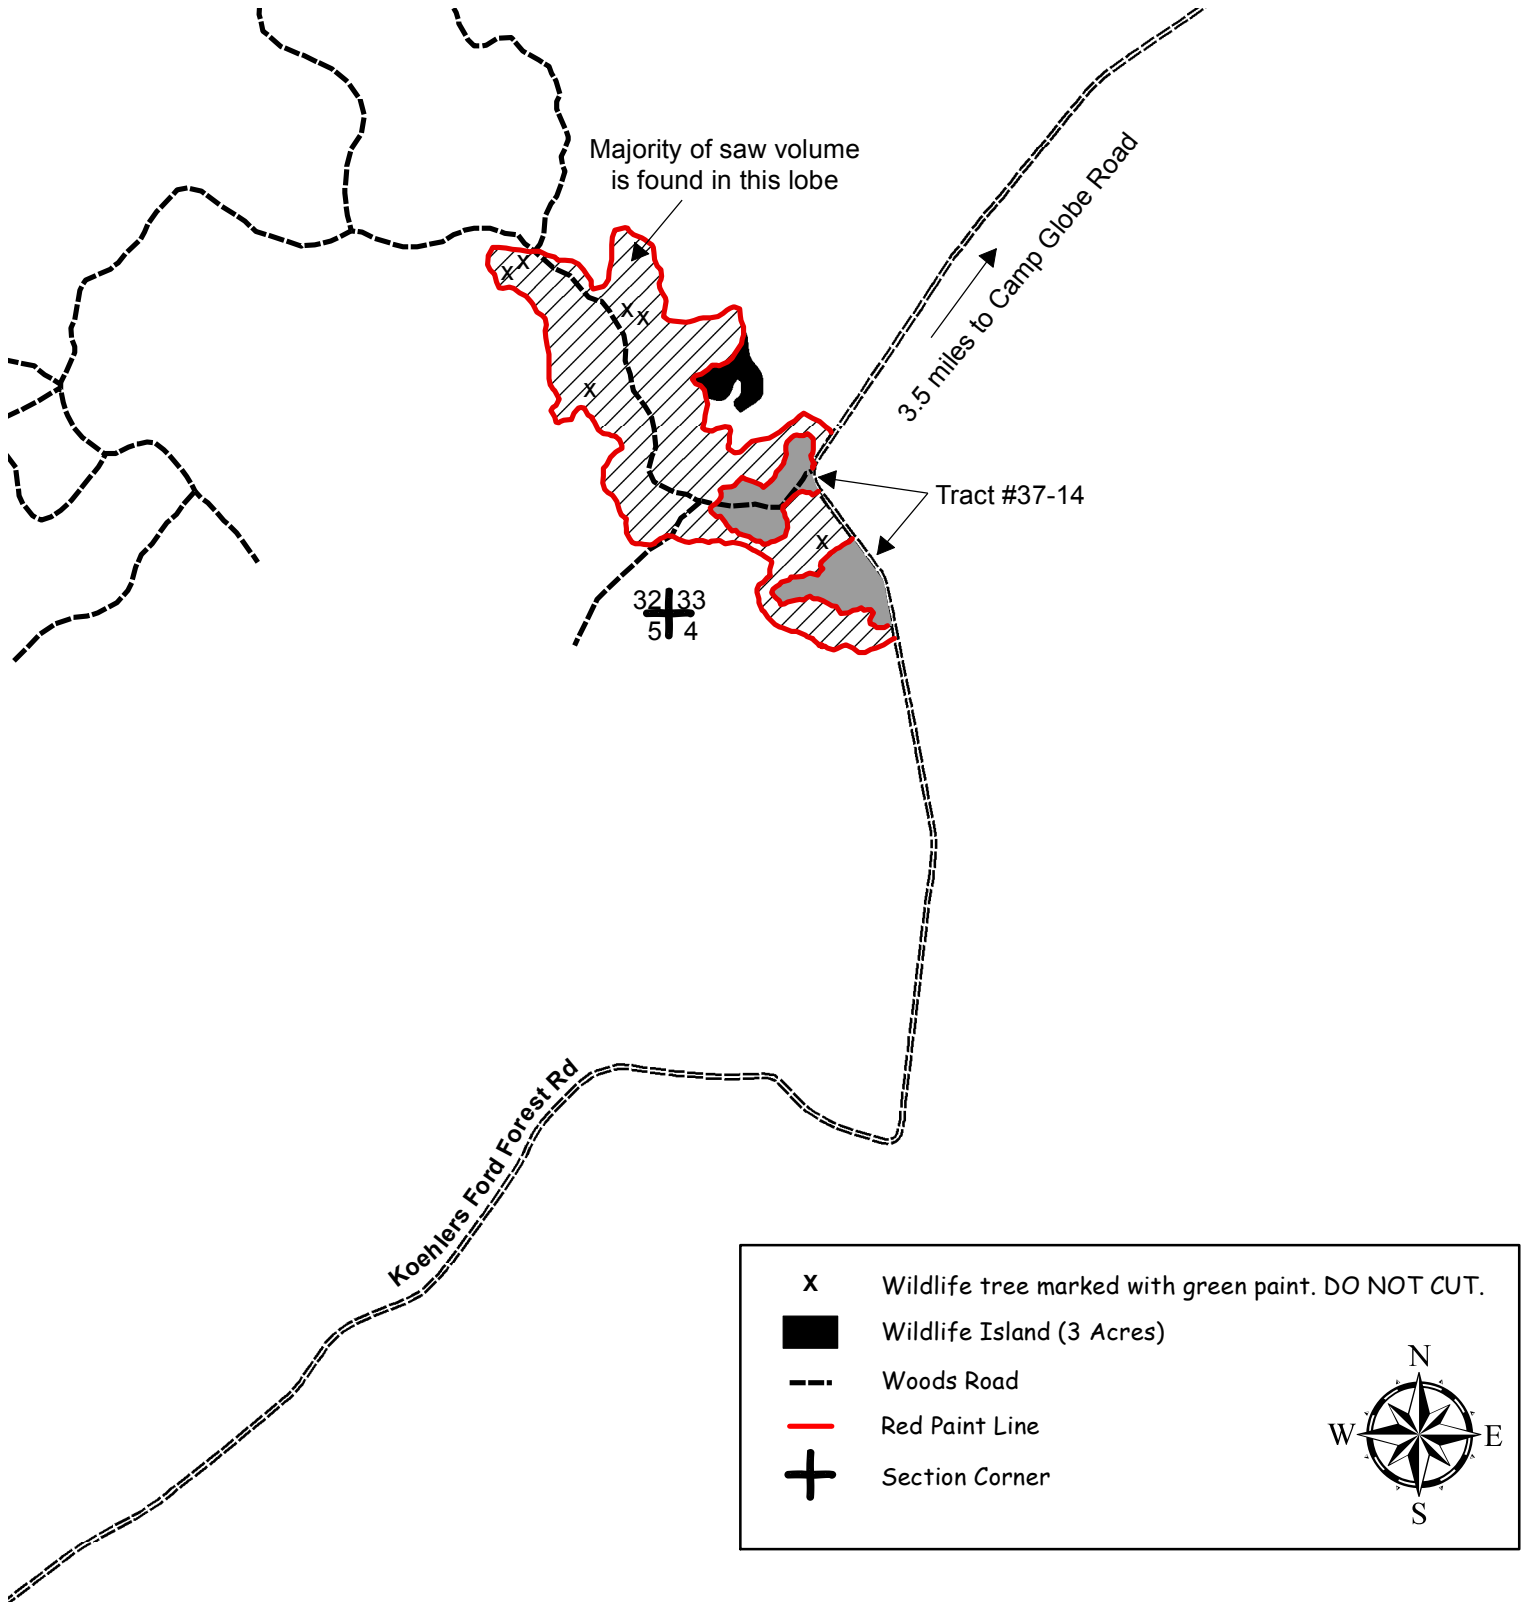 Majority of saw volume
is found in this lobe
x
x
x
x
x
3.5 miles to Camp Globe Road
Tract #37-14
x
32 33
5 4
Koehlers Ford Forest Rd
x Wildlife tree marked with green paint. DO NOT CUT.
Wildlife Island (3 Acres)
Woods Road
Red Paint Line
Section Corner
N
W E
S